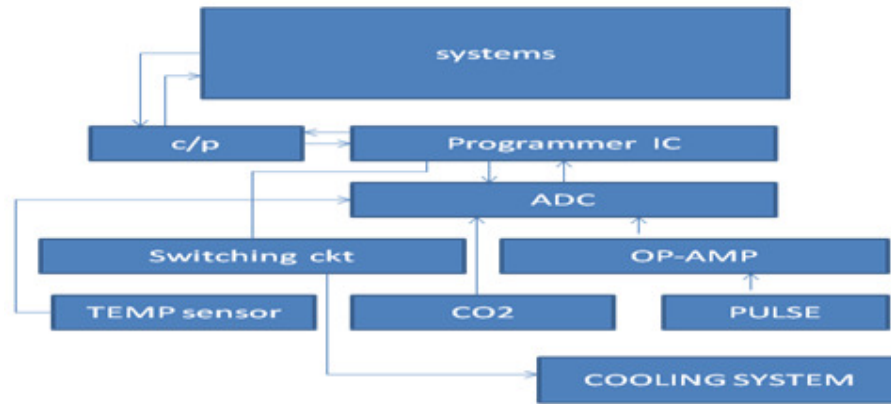 systems
c/p
Programmer IC
ADC
Switching ckt
OP-AMP
TEMP sensor
CO2
PULSE
COOLING SYSTEM